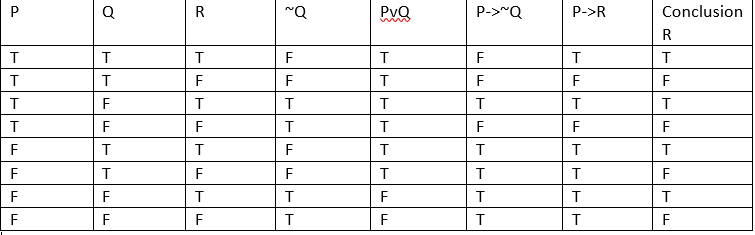 P Q R ~Q PvQ P->~Q P->R Conclusion
R
T T T F T F T T
T T F F T F F F
T F T T T T T T
T F F T T F F F
F T T F T T T T
F T F F T T T F
F F T T F T T T
F F F T F T T F